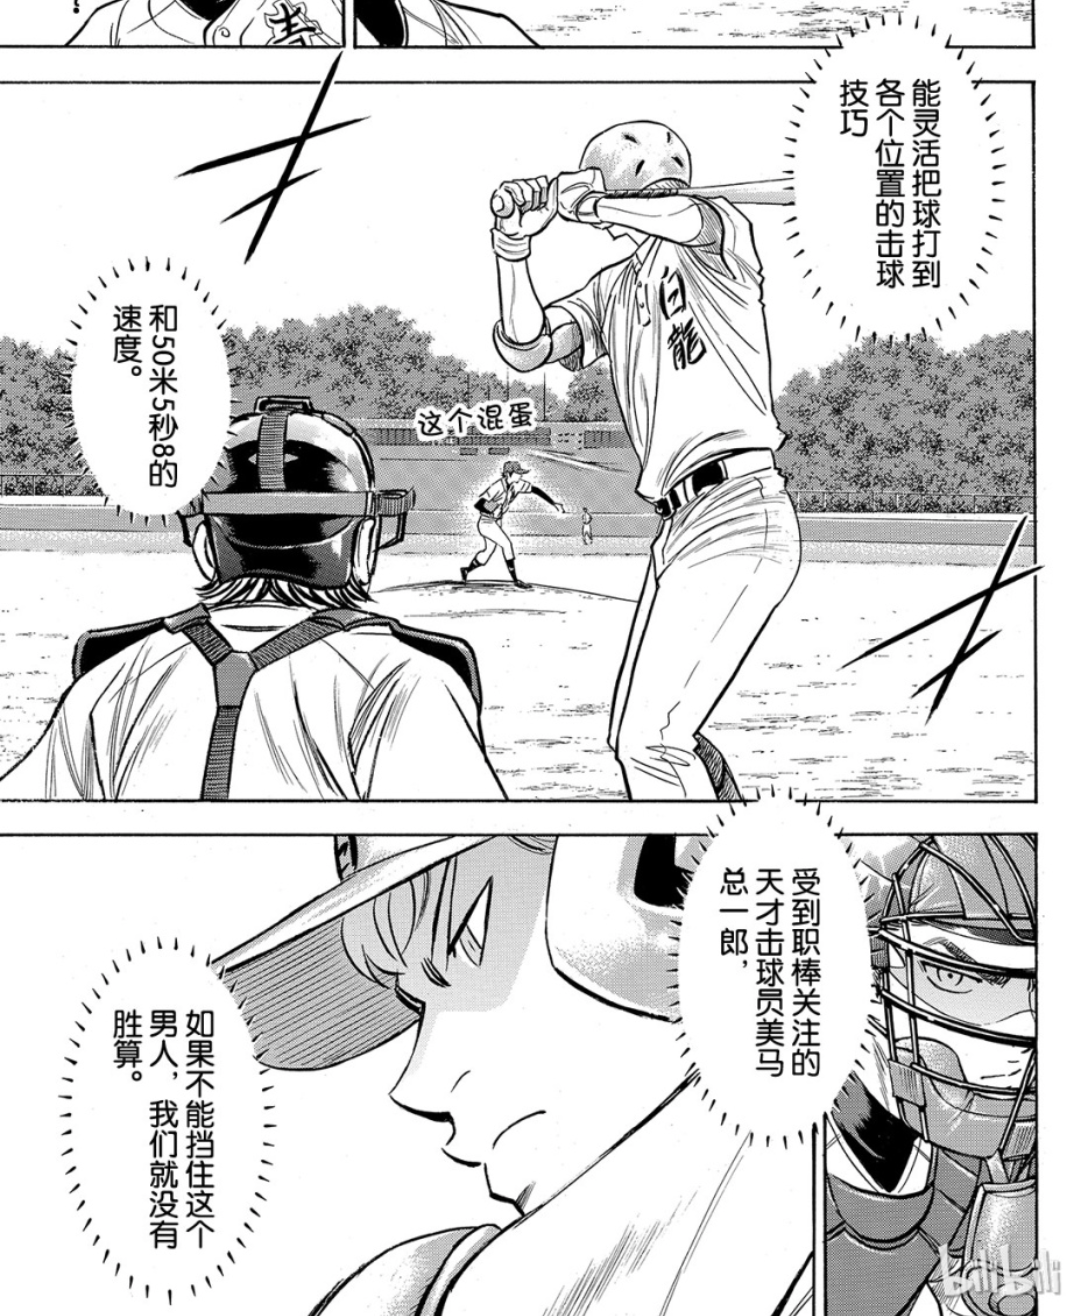 能灵活把球打到
各个位置的击球
技巧
和50米5秒8的
速度。
这个混蛋
白龍
受到职棒关注的
天才击球员美马
总一郎，
如果不能挡住这个
男人，我们就没有
胜算。
bilibili